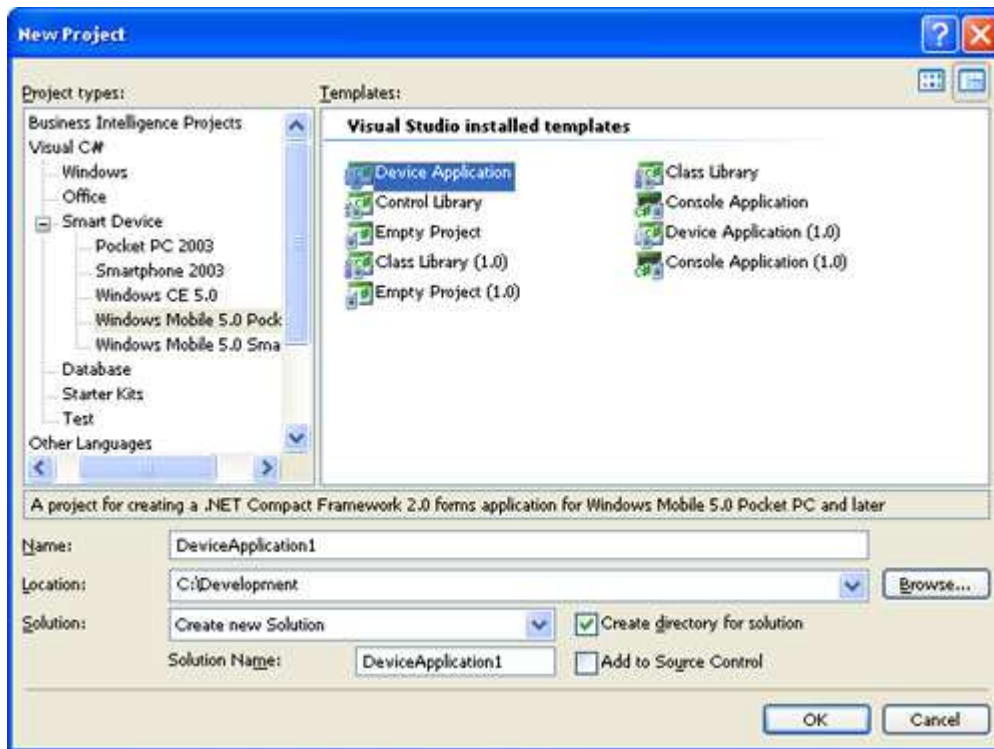 New Project
Project types:
Templates:
Business Intelligence Projects
Visual C#
Windows
Office
Smart Device
Pocket PC 2003
Smartphone 2003
Windows CE 5.0
Windows Mobile 5.0 Pock
Windows Mobile 5.0 Sma
Database
Starter Kits
Test
Other Languages
Visual Studio installed templates
Device Application
Class Library
Control Library
Console Application
Empty Project
Device Application (1.0)
Class Library (1.0)
Console Application (1.0)
Empty Project (1.0)
A project for creating a .NET Compact Framework 2.0 forms application for Windows Mobile 5.0 Pocket PC and later
Name:
DeviceApplication1
Location:
C:\Development
Browse...
Solution:
Create new Solution
Create directory for solution
Solution Name:
DeviceApplication1
Add to Source Control
OK
Cancel